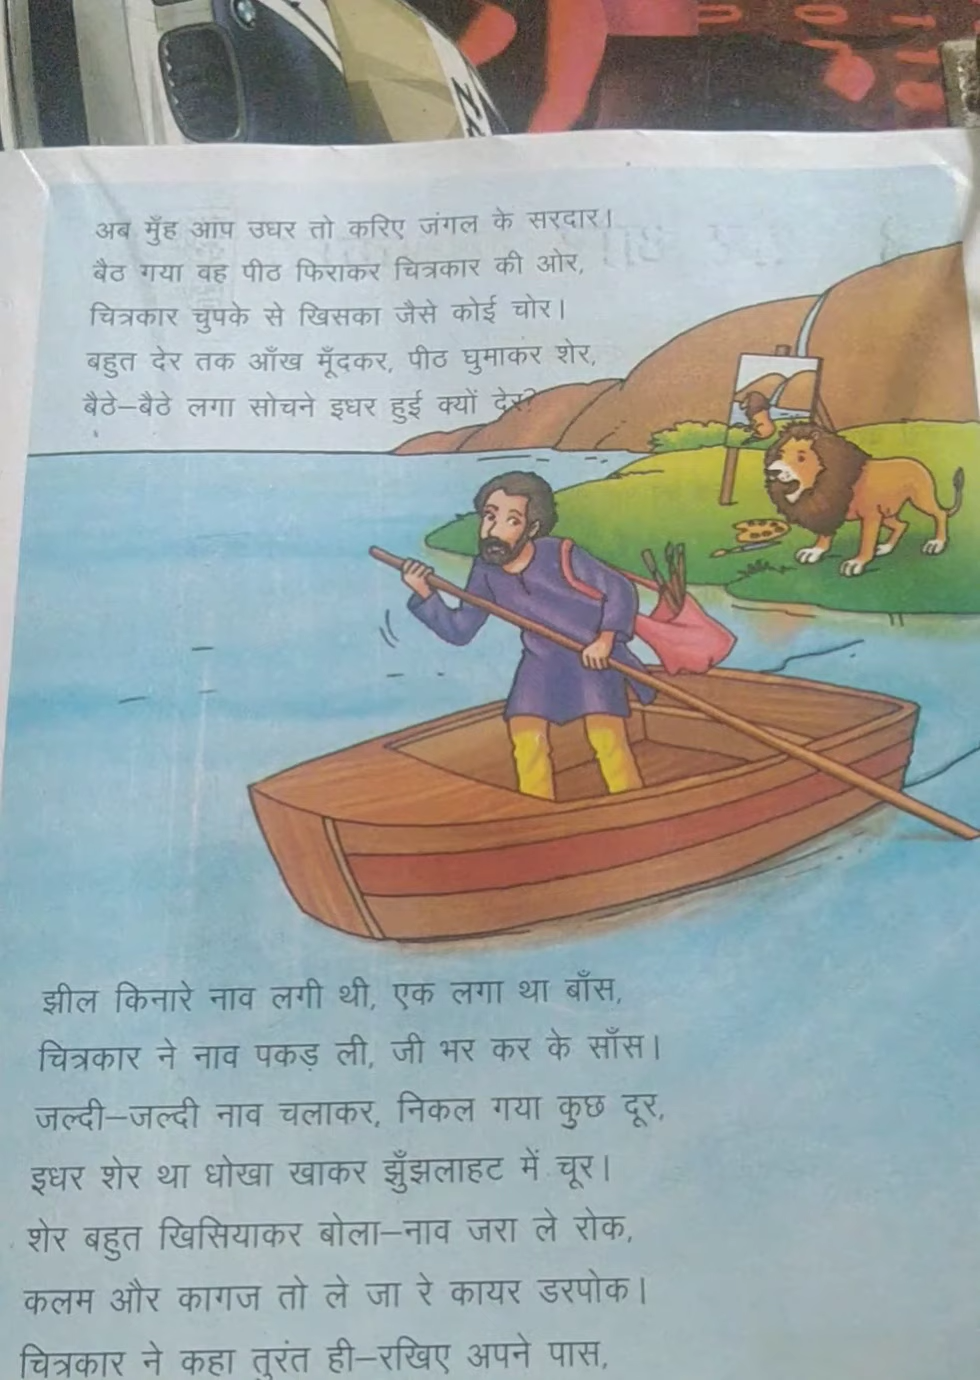 अब मुँह आप उधर तो करिए जंगल के सरदार।
बैठ गया वह पीठ फिराकर चित्रकार की ओर,
चित्रकार चुपके से खिसका जैसे कोई चोर।
बहुत देर तक आँख मूँदकर, पीठ घुमाकर शेर,
बैठे–बैठे लगा सोचने इधर हुई क्यों देर?
झील किनारे नाव लगी थी, एक लगा था बाँस,
चित्रकार ने नाव पकड़ ली, जी भर कर के साँस।
जल्दी–जल्दी नाव चलाकर, निकल गया कुछ दूर,
इधर शेर था धोखा खाकर झुँझलाहट में चूर।
शेर बहुत खिसियाकर बोला–नाव जरा ले रोक,
कलम और कागज तो ले जा रे कायर डरपोक।
चित्रकार ने कहा तुरंत ही–रखिए अपने पास,